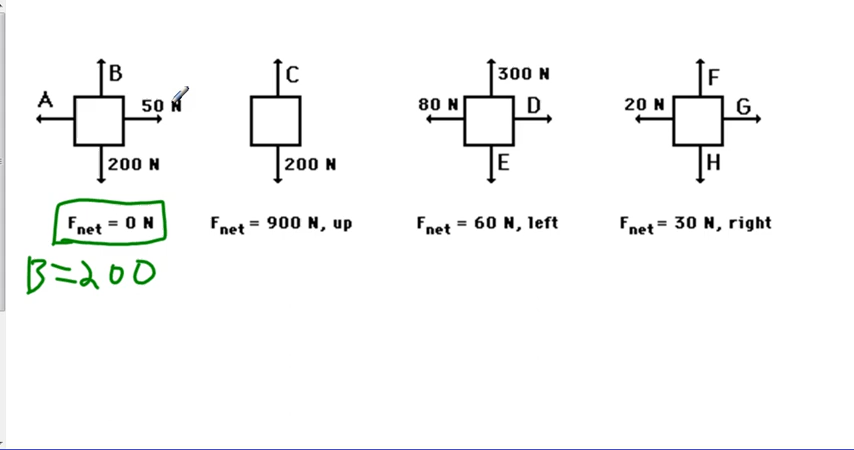 B C 300 N F
A 50 N 80 N D 20 N G
200 N 200 N E H
Fnet = 0 N Fnet = 900 N, up Fnet = 60 N, left Fnet = 30 N, right
B=200